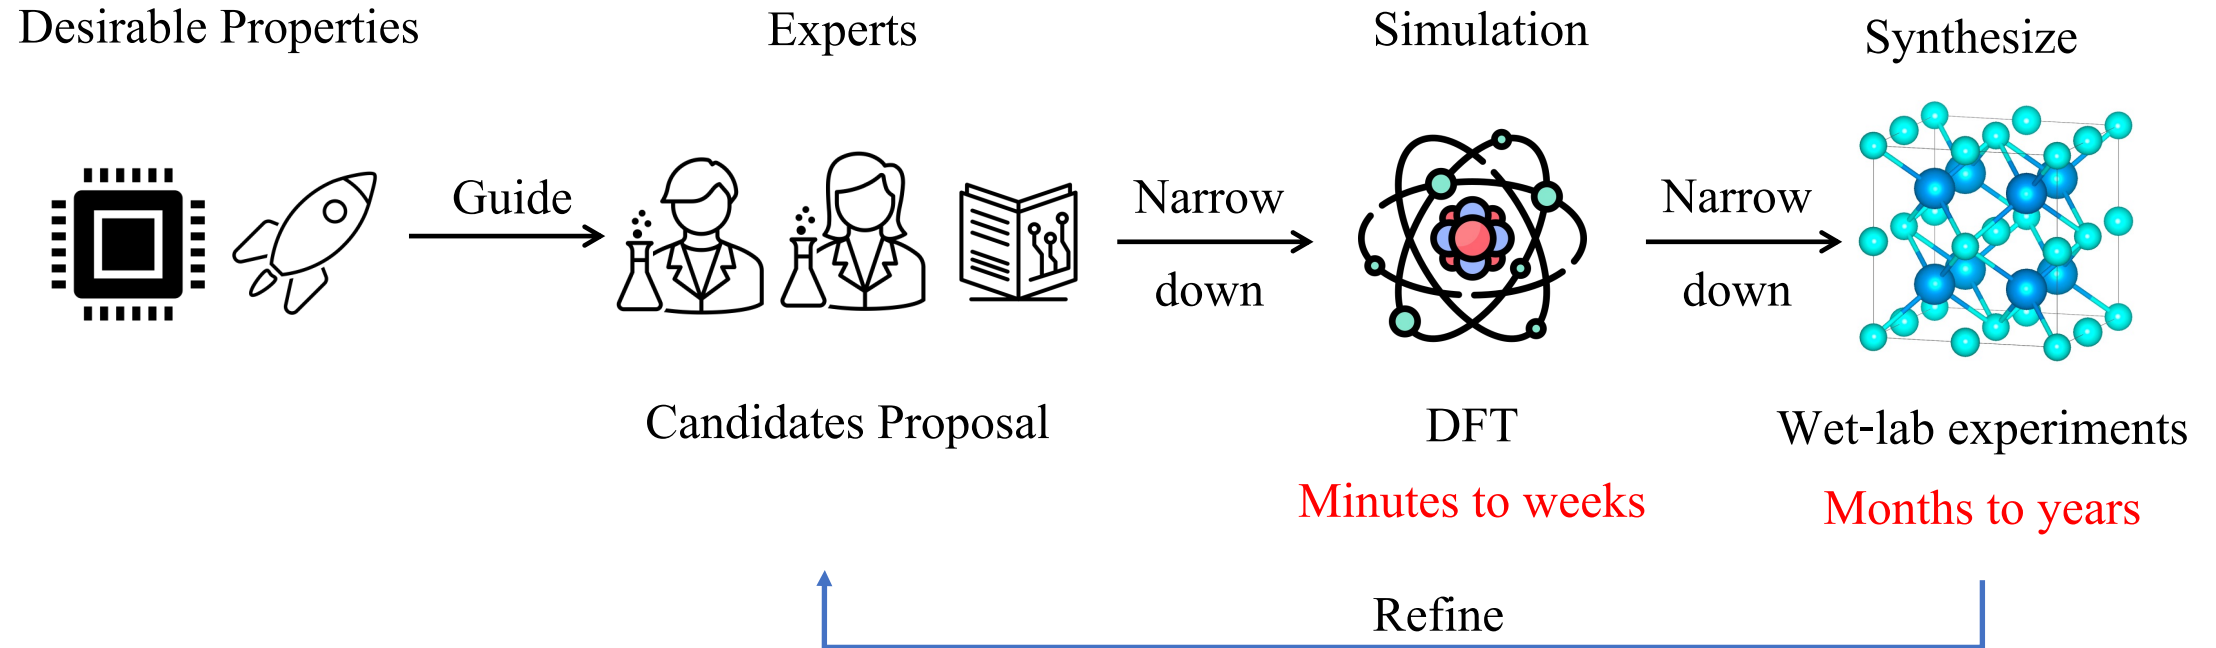 Desirable Properties
Experts
Simulation
Synthesize
Guide
Narrow
down
Narrow
down
Candidates Proposal
DFT
Wet-lab experiments
Minutes to weeks
Months to years
Refine